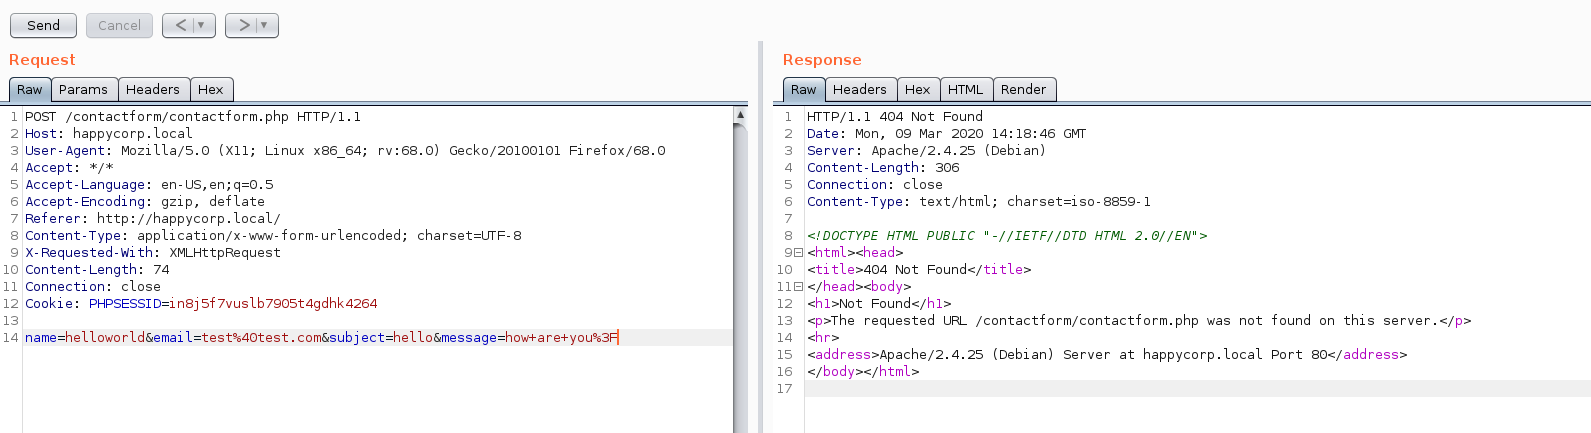 Send Cancel < ▼ > ▼
Request
Raw Params Headers Hex
1 POST /contactform/contactform.php HTTP/1.1
2 Host: happycorp.local
3 User-Agent: Mozilla/5.0 (X11; Linux x86_64; rv:68.0) Gecko/20100101 Firefox/68.0
4 Accept: */*
5 Accept-Language: en-US,en;q=0.5
6 Accept-Encoding: gzip, deflate
7 Referer: http://happycorp.local/
8 Content-Type: application/x-www-form-urlencoded; charset=UTF-8
9 X-Requested-With: XMLHttpRequest
10 Content-Length: 74
11 Connection: close
12 Cookie: PHPSESSID=in8j5f7vuslb7905t4gdhk4264
13
14 name=helloworld&email=test%40test.com&subject=hello&message=how+are+you%3F
Response
Raw Headers Hex HTML Render
1 HTTP/1.1 404 Not Found
2 Date: Mon, 09 Mar 2020 14:18:46 GMT
3 Server: Apache/2.4.25 (Debian)
4 Content-Length: 306
5 Connection: close
6 Content-Type: text/html; charset=iso-8859-1
7
8 <!DOCTYPE HTML PUBLIC "-//IETF//DTD HTML 2.0//EN">
9 <html><head>
10 <title>404 Not Found</title>
11 </head><body>
12 <h1>Not Found</h1>
13 <p>The requested URL /contactform/contactform.php was not found on this server.</p>
14 <hr>
15 <address>Apache/2.4.25 (Debian) Server at happycorp.local Port 80</address>
16 </body></html>
17